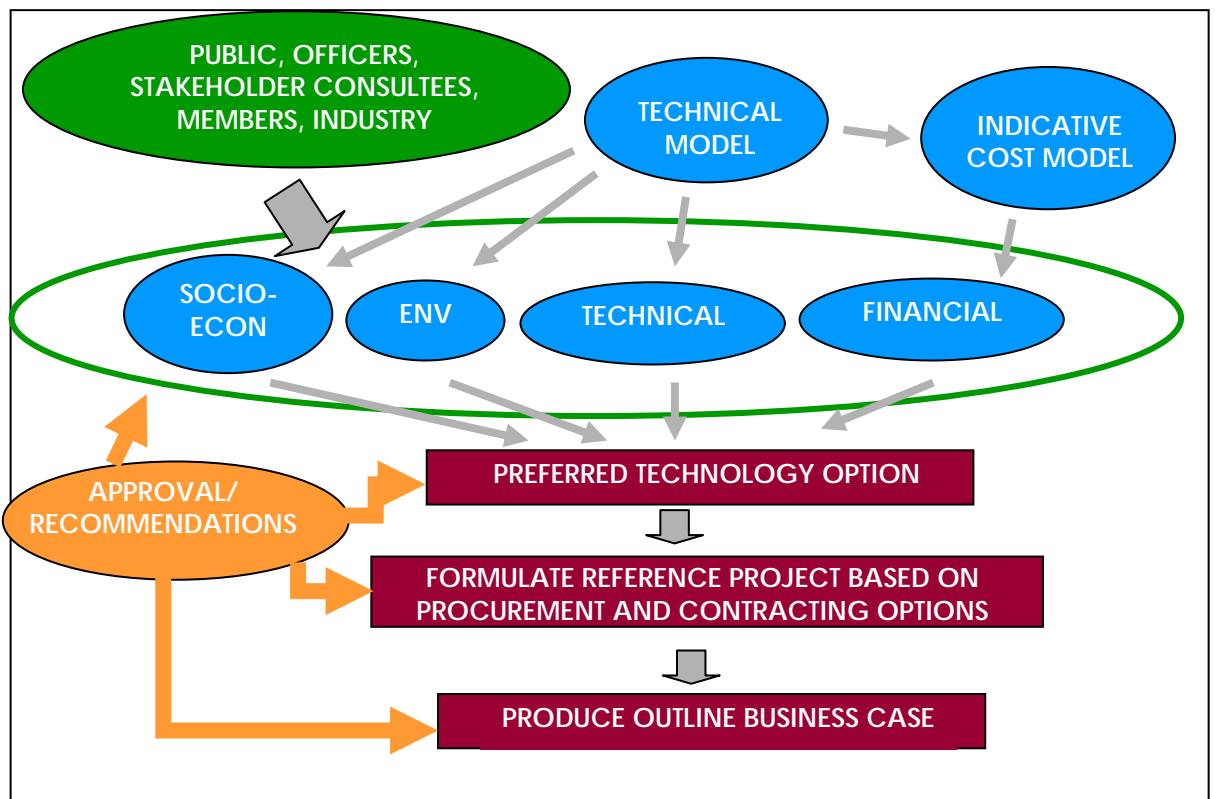 PUBLIC, OFFICERS,
STAKEHOLDER CONSULTEES,
MEMBERS, INDUSTRY
TECHNICAL
MODEL
INDICATIVE
COST MODEL
SOCIO-
ECON
ENV
TECHNICAL
FINANCIAL
APPROVAL/
RECOMMENDATIONS
PREFERRED TECHNOLOGY OPTION
FORMULATE REFERENCE PROJECT BASED ON
PROCUREMENT AND CONTRACTING OPTIONS
PRODUCE OUTLINE BUSINESS CASE